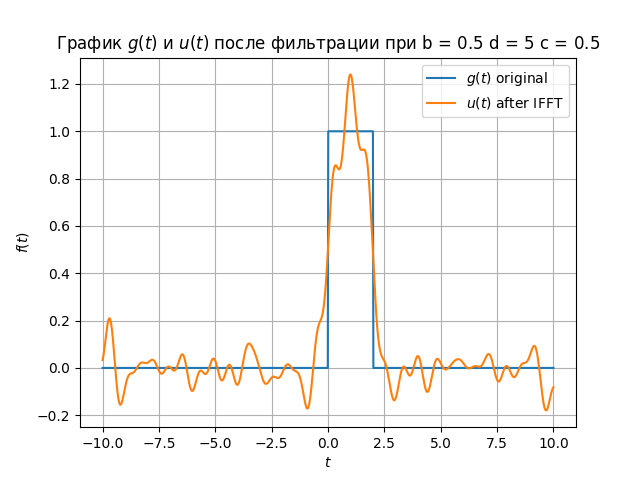 График g(t) и u(t) после фильтрации при b = 0.5 d = 5 c = 0.5
g(t) original
u(t) after IFFT
1.2
1.0
0.8
0.6
0.4
0.2
0.0
−0.2
f(t)
−10.0 −7.5 −5.0 −2.5 0.0 2.5 5.0 7.5 10.0
t